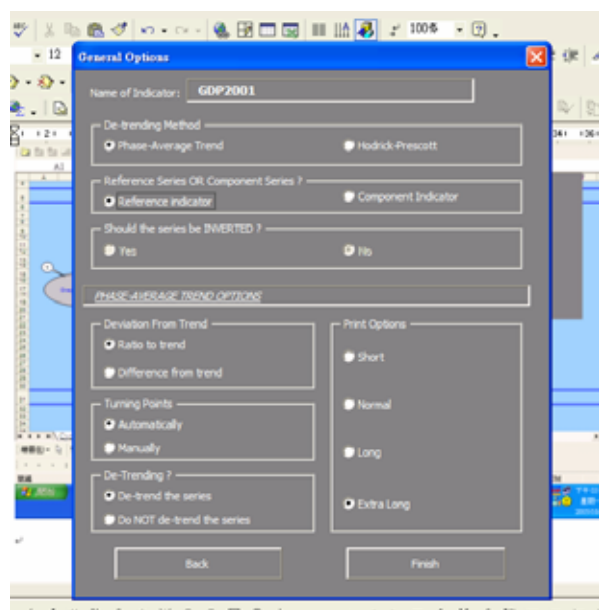 100%
12
General Options
Name of Indicator: GDP2001
De-trending Method
Phase-Average Trend
Hodrick-Prescott
Reference Series OR Component Series ?
Reference indicator
Component Indicator
Should the series be INVERTED ?
Yes
No
PHASE-AVERAGE TREND OPTIONS
Deviation From Trend
Ratio to trend
Difference from trend
Print Options
Short
Normal
Long
Extra Long
Turning Points
Automatically
Manually
De-Trending ?
De-trend the series
Do NOT de-trend the series
Back
Finish